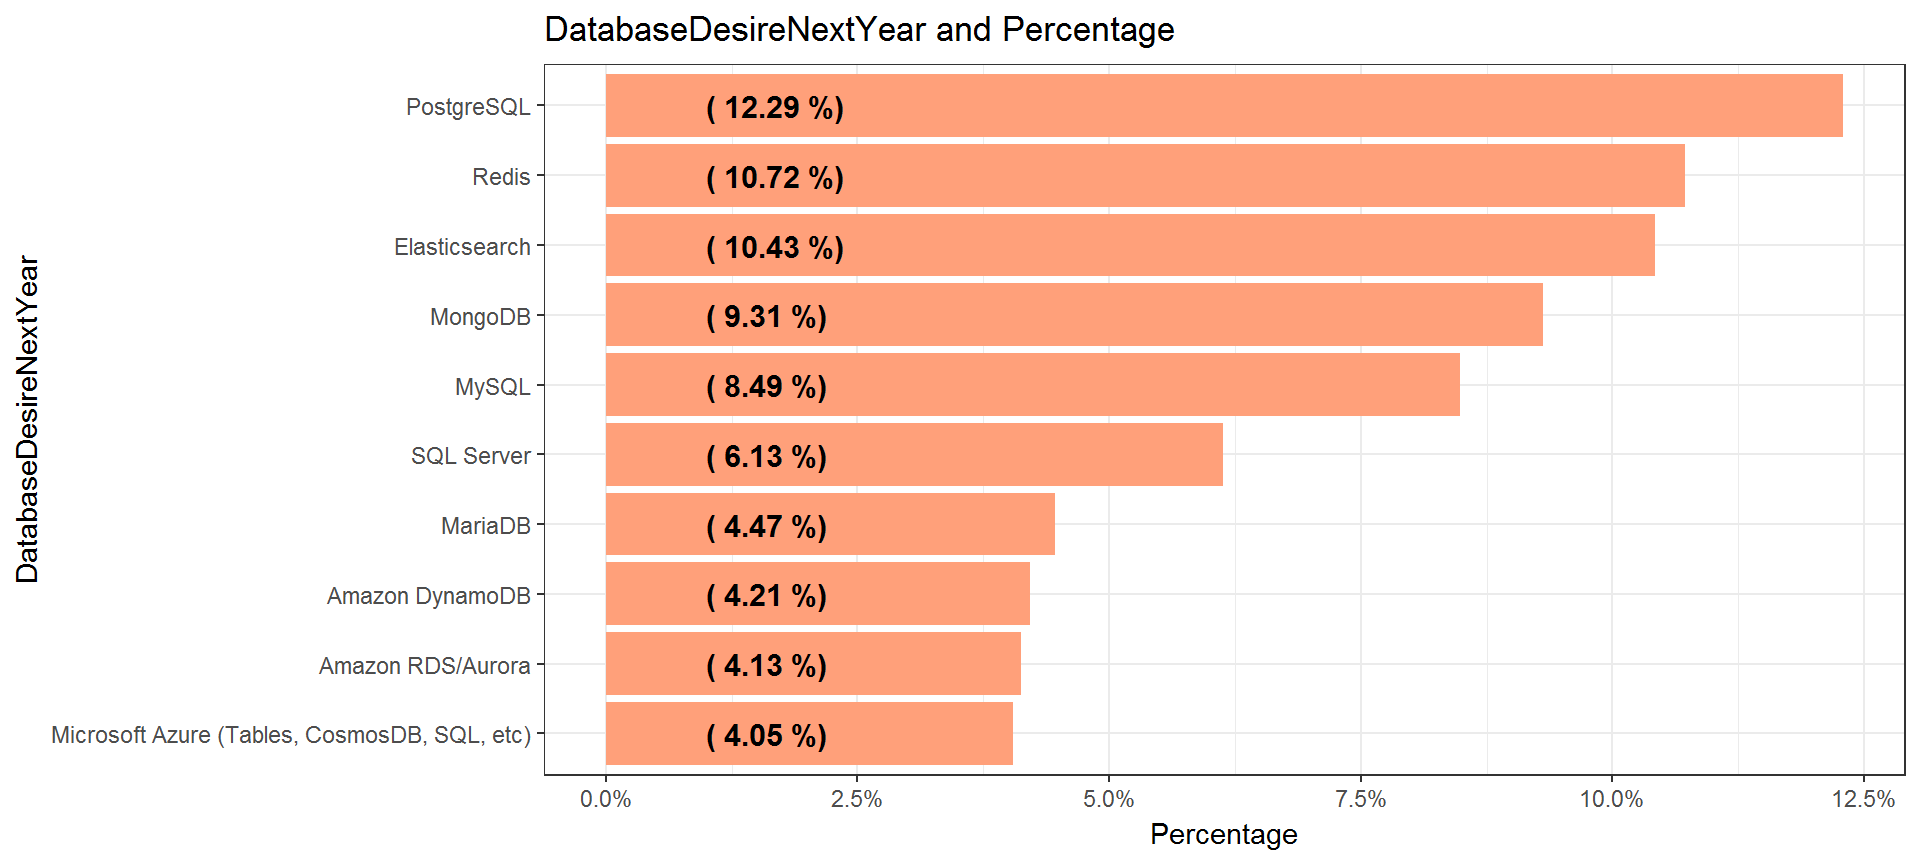 DatabaseDesireNextYear and Percentage
DatabaseDesireNextYear
PostgreSQL ( 12.29 %)
Redis ( 10.72 %)
Elasticsearch ( 10.43 %)
MongoDB ( 9.31 %)
MySQL ( 8.49 %)
SQL Server ( 6.13 %)
MariaDB ( 4.47 %)
Amazon DynamoDB ( 4.21 %)
Amazon RDS/Aurora ( 4.13 %)
Microsoft Azure (Tables, CosmosDB, SQL, etc) ( 4.05 %)
0.0% 2.5% 5.0% 7.5% 10.0% 12.5%
Percentage